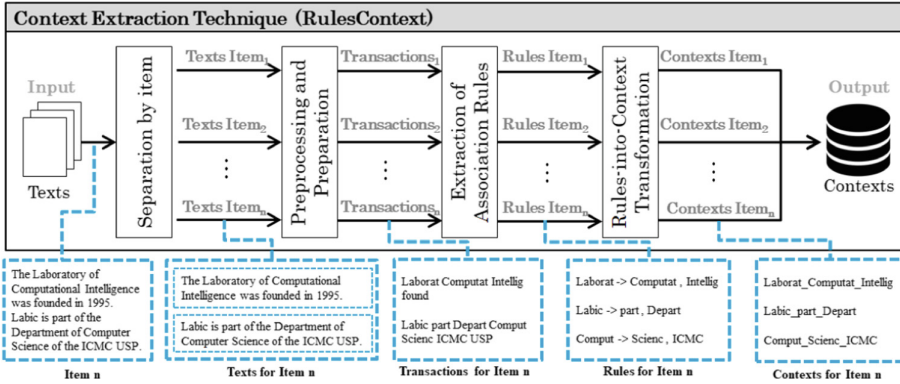 Context Extraction Technique (RulesContext)
Input
Texts
Separation by item
Texts Item1
Texts Item2
Texts Itemn
Preprocessing and
Preparation
Transactions1
Transactions2
Transactionsn
Extraction of
Association Rules
Rules Item1
Rules Item2
Rules Itemn
Rules-into-Context
Transformation
Contexts Item1
Contexts Item2
Contexts Itemn
Output
Contexts
The Laboratory of
Computational Intelligence
was founded in 1995.
Labic is part of the
Department of Computer
Science of the ICMC USP.
Item n
The Laboratory of Computational
Intelligence was founded in 1995.
Labic is part of the Department of
Computer Science of the ICMC USP.
Texts for Item n
Laborat Computat Intellig
found
Labic part Depart Comput
Scienc ICMC USP
Transactions for Item n
Laborat -> Computat , Intellig
Labic -> part , Depart
Comput -> Scienc , ICMC
Rules for Item n
Laborat_Computat_Intellig
Labic_part_Depart
Comput_Scienc_ICMC
Contexts for Item n